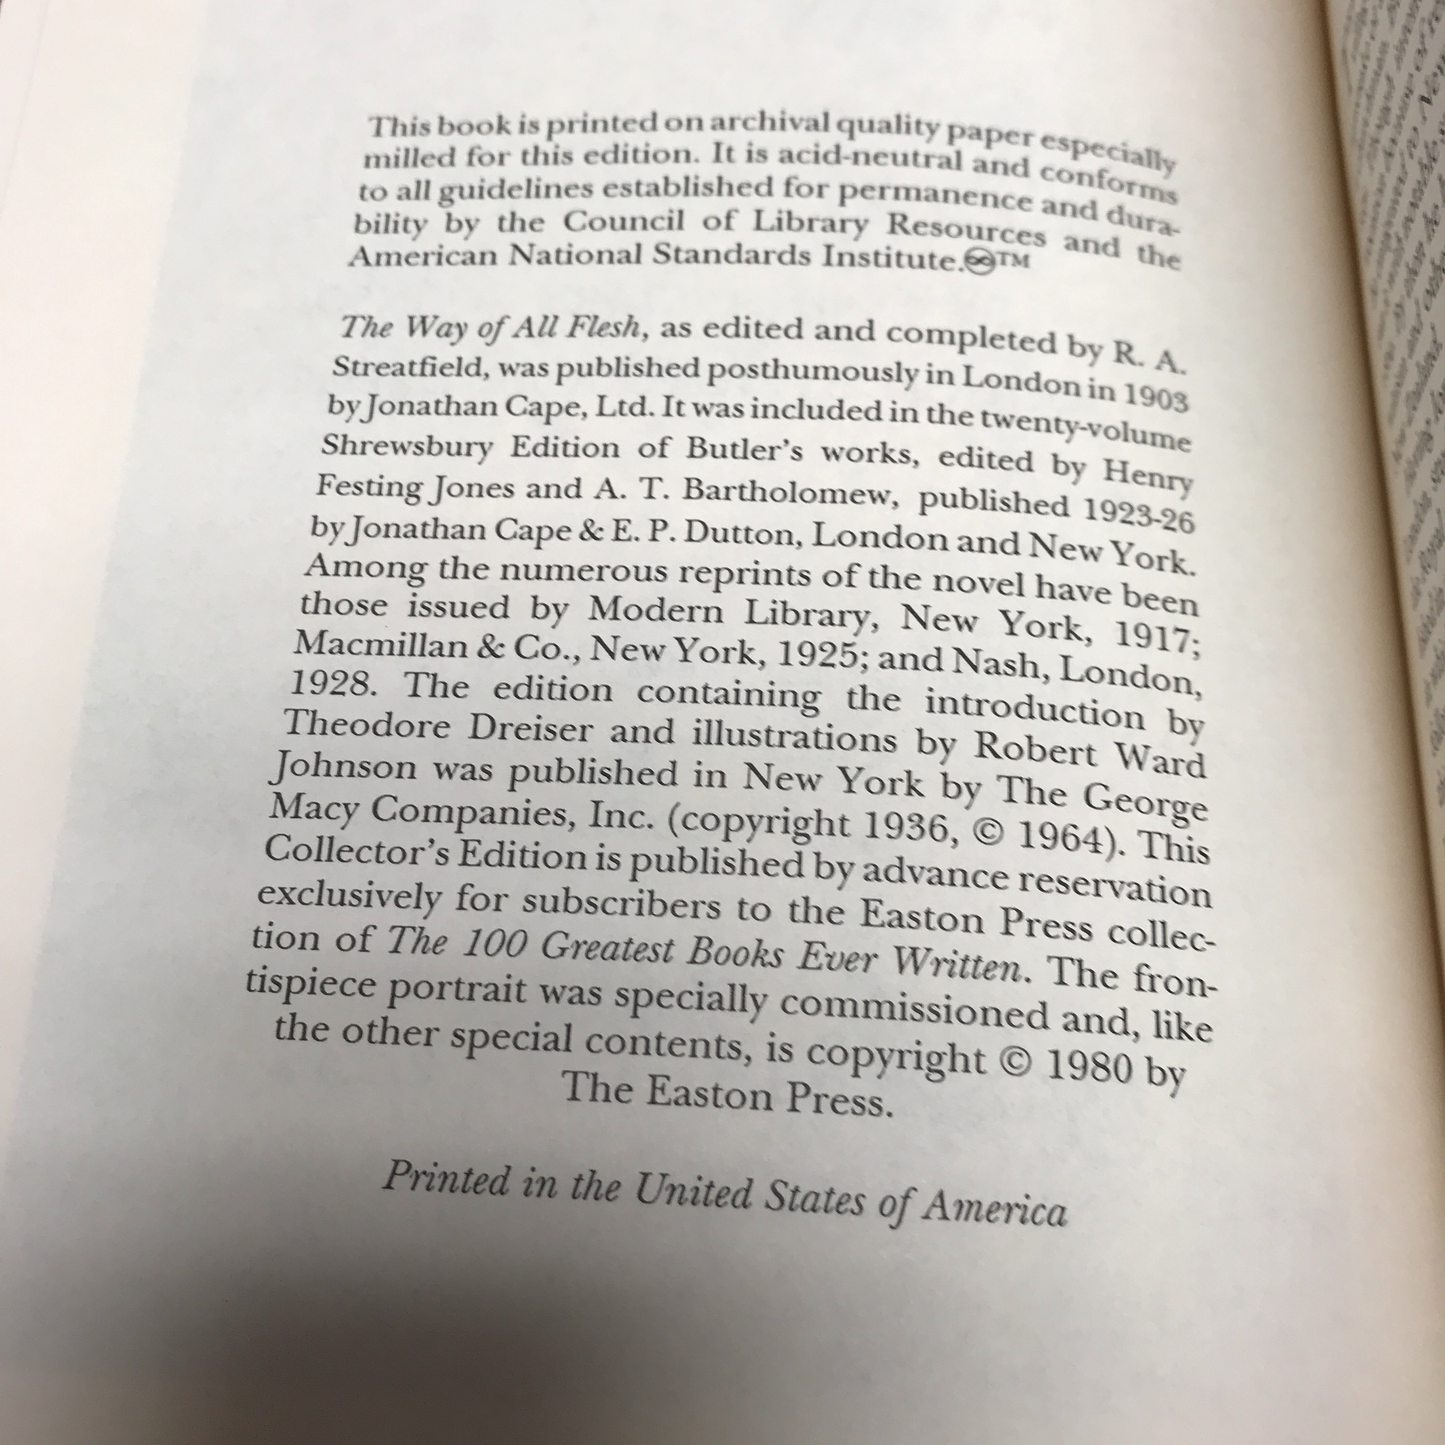 This book is printed on archival quality paper especially
milled for this edition. It is acid-neutral and conforms
to all guidelines established for permanence and dura-
bility by the Council of Library Resources and the
American National Standards Institute.♾™
The Way of All Flesh, as edited and completed by R. A.
Streatfield, was published posthumously in London in 1903
by Jonathan Cape, Ltd. It was included in the twenty-volume
Shrewsbury Edition of Butler's works, edited by Henry
Festing Jones and A. T. Bartholomew, published 1923-26
by Jonathan Cape & E. P. Dutton, London and New York.
Among the numerous reprints of the novel have been
those issued by Modern Library, New York, 1917;
Macmillan & Co., New York, 1925; and Nash, London,
1928. The edition containing the introduction by
Theodore Dreiser and illustrations by Robert Ward
Johnson was published in New York by The George
Macy Companies, Inc. (copyright 1936, © 1964). This
Collector's Edition is published by advance reservation
exclusively for subscribers to the Easton Press collec-
tion of The 100 Greatest Books Ever Written. The fron-
tispiece portrait was specially commissioned and, like
the other special contents, is copyright © 1980 by
The Easton Press.
Printed in the United States of America